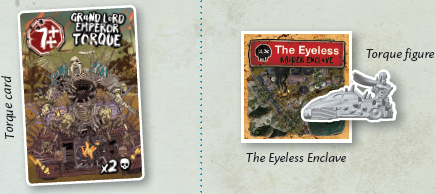 GRAND LORD
EMPEROR
TORQUE
7‡
x2
Torque card
The Eyeless
RAIDER ENCLAVE
Torque figure
The Eyeless Enclave